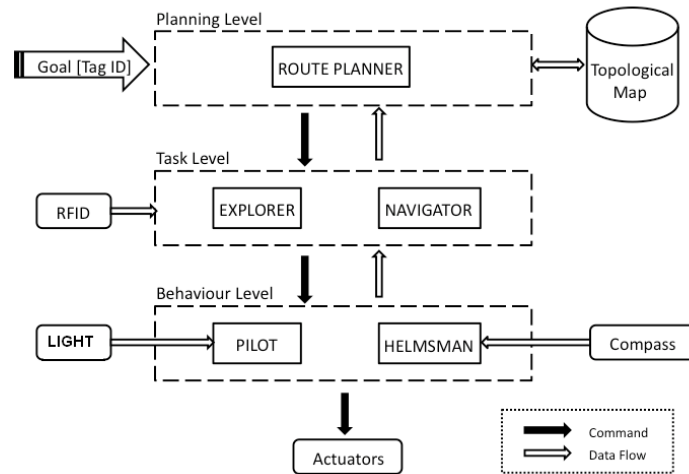 Planning Level
Goal [Tag ID]
ROUTE PLANNER
Topological
Map
Task Level
RFID
EXPLORER
NAVIGATOR
Behaviour Level
LIGHT
PILOT
HELMSMAN
Compass
Actuators
Command
Data Flow